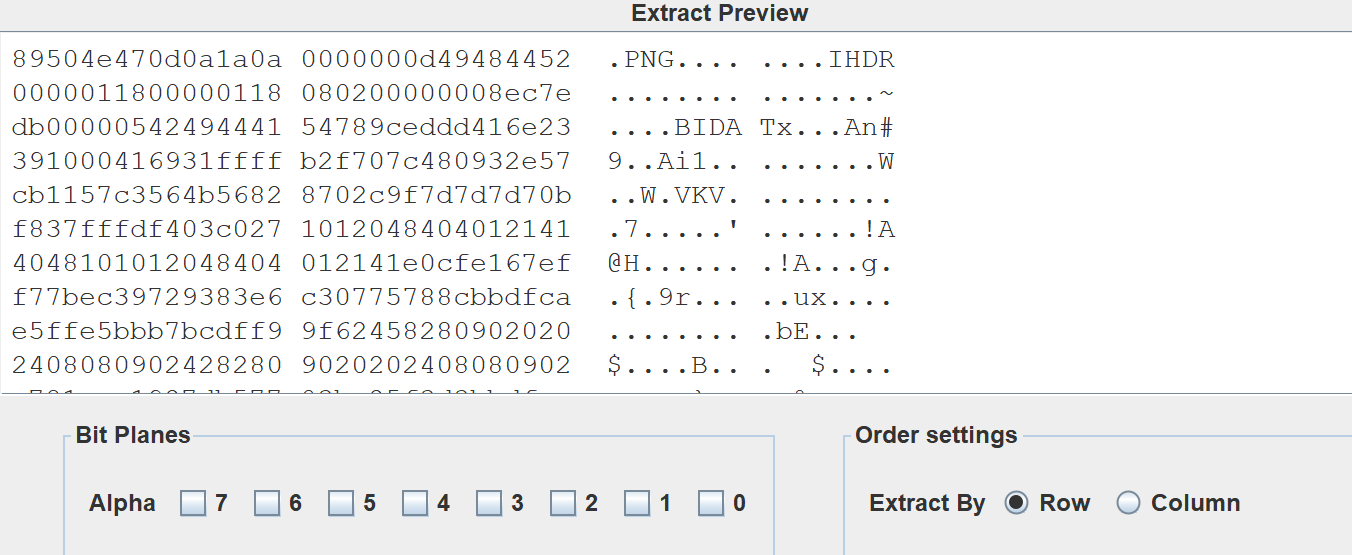 Extract Preview
89504e470d0a1a0a 0000000d49484452 .PNG.... ....IHDR
0000011800000118 080200000008ec7e ........ .......~
db00000542494441 54789ceddd416e23 ....BIDA Tx...An#
391000416931ffff b2f707c480932e57 9..Ai1.. .......W
cb1157c3564b5682 8702c9f7d7d7d70b ..W.VKV. ........
f837fffdf403c027 1012048404012141 .7.....' ......!A
4048101012048404 012141e0cfe167ef @H...... .!A...g.
f77bec39729383e6 c30775788cbbdfca .{.9r... ..ux....
e5ffe5bbb7bcdff9 9f62458280902020 ........ .bE...
2408080902428280 9020202408080902 $....B.. .  $....
Bit Planes
Order settings
Alpha 7 6 5 4 3 2 1 0
Extract By Row Column